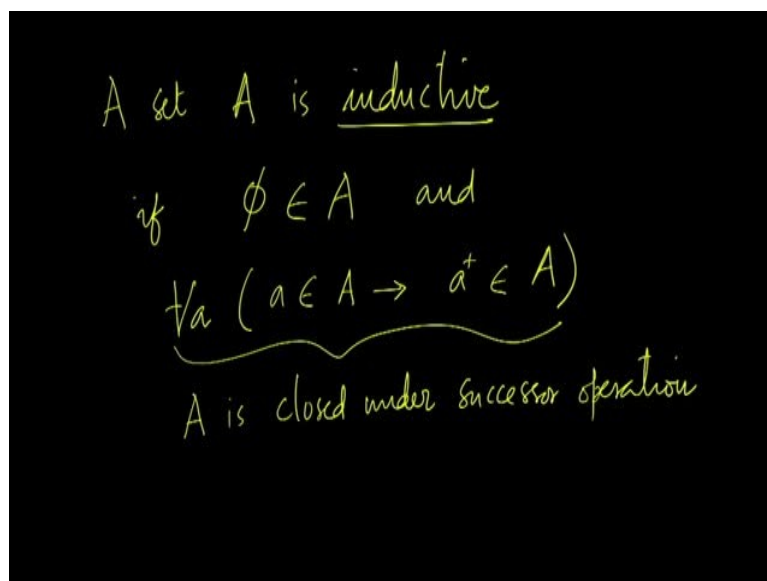 A set A is inductive
if ϕ ∈ A and
∀a ( a ∈ A → a⁺ ∈ A )
A is closed under successor operation